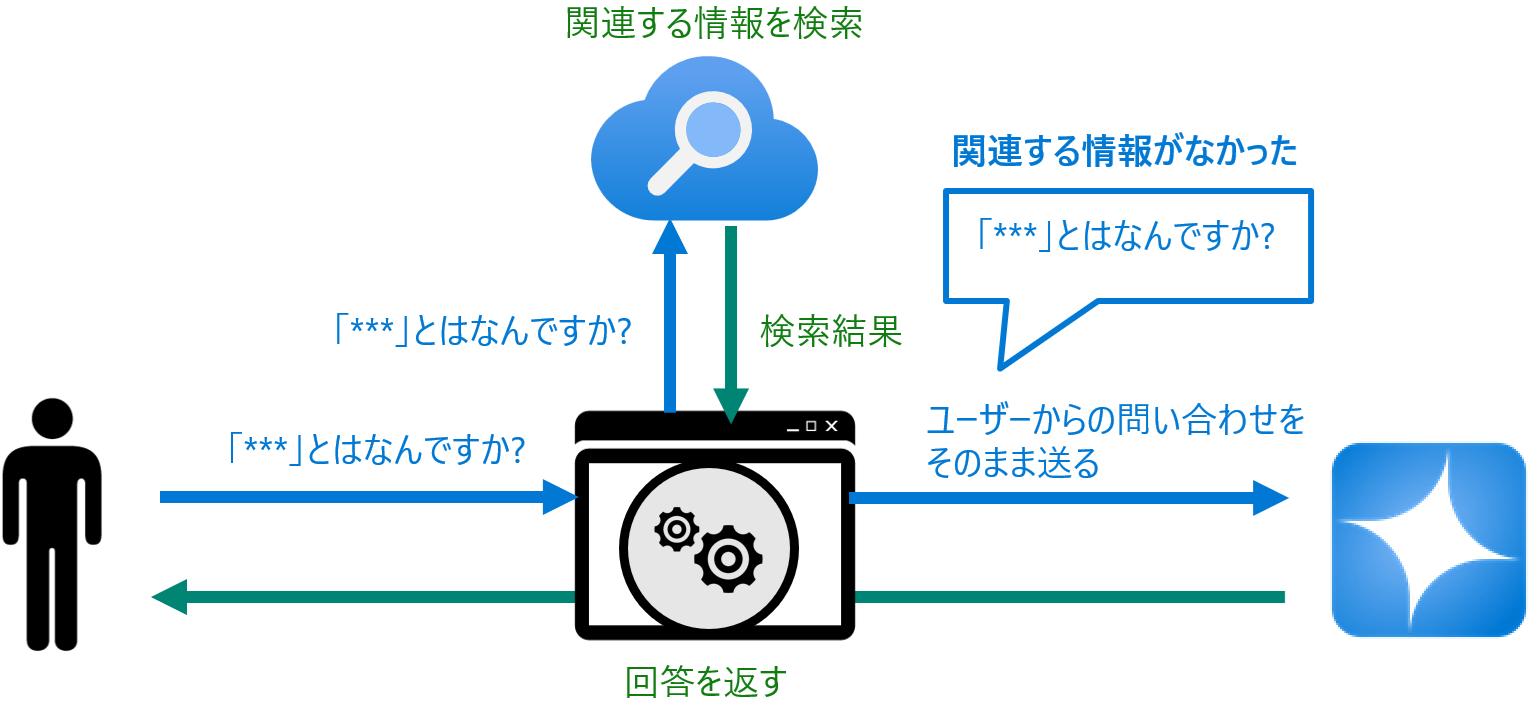 関連する情報を検索
関連する情報がなかった
「***」とはなんですか?
「***」とはなんですか?
検索結果
「***」とはなんですか?
ユーザーからの問い合わせを
そのまま送る
回答を返す